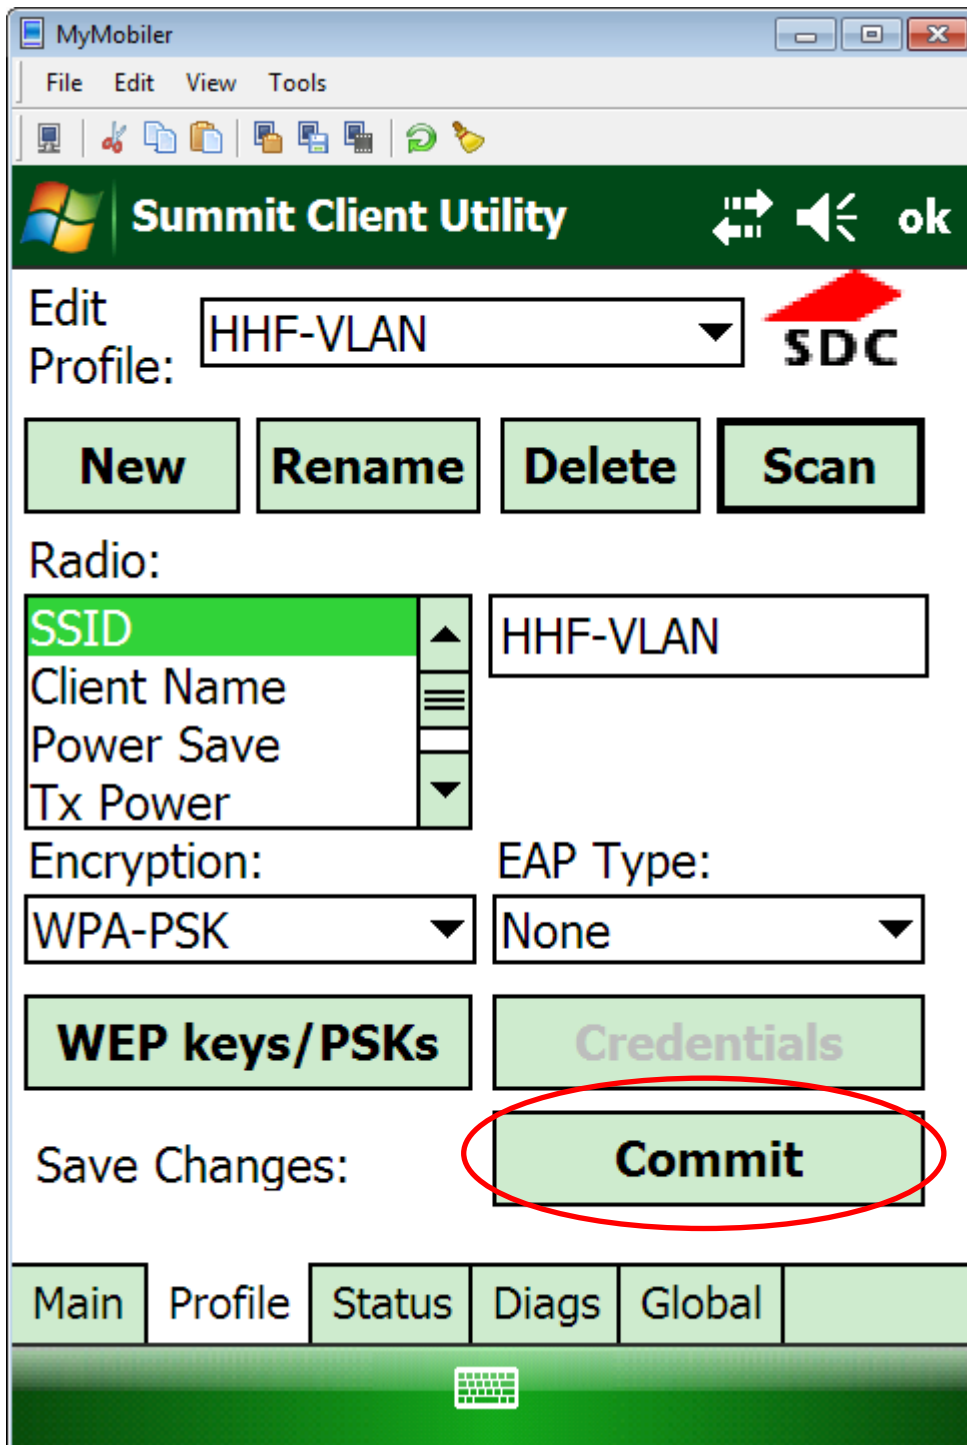 MyMobiler
File Edit View Tools
Summit Client Utility ok
Edit
Profile:
HHF-VLAN
SDC
New Rename Delete Scan
Radio:
SSID
Client Name
Power Save
Tx Power
HHF-VLAN
Encryption: EAP Type:
WPA-PSK None
WEP keys/PSKs Credentials
Save Changes: Commit
Main Profile Status Diags Global